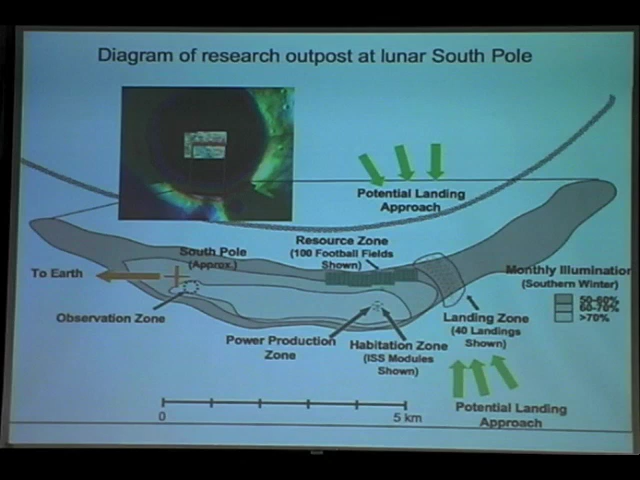 Diagram of research outpost at lunar South Pole
Potential Landing
Approach
Resource Zone
(100 Football Fields
Shown)
South Pole
(Approx.)
To Earth
Monthly Illumination
(Southern Winter)
50-60%
60-70%
>70%
Observation Zone
Landing Zone
(40 Landings
Shown)
Power Production
Zone
Habitation Zone
(ISS Modules
Shown)
0
5 km
Potential Landing
Approach